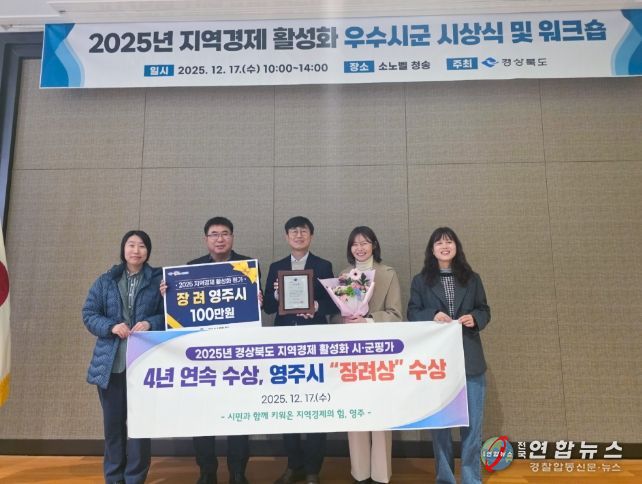 2025년 지역경제 활성화 우수시군 시상식 및 워크숍
일시 2025. 12. 17.(수) 10:00~14:00 장소 소노벨 청송 주최 경상북도
2025 지역경제 활성화 평가
장 려 영주시
100만원
2025년 경상북도 지역경제 활성화 시·군평가
4년 연속 수상, 영주시 "장려상" 수상
2025. 12. 17.(수)
- 시민과 함께 키워온 지역경제의 힘, 영주 -
전국 연합뉴스
경찰합동신문·뉴스